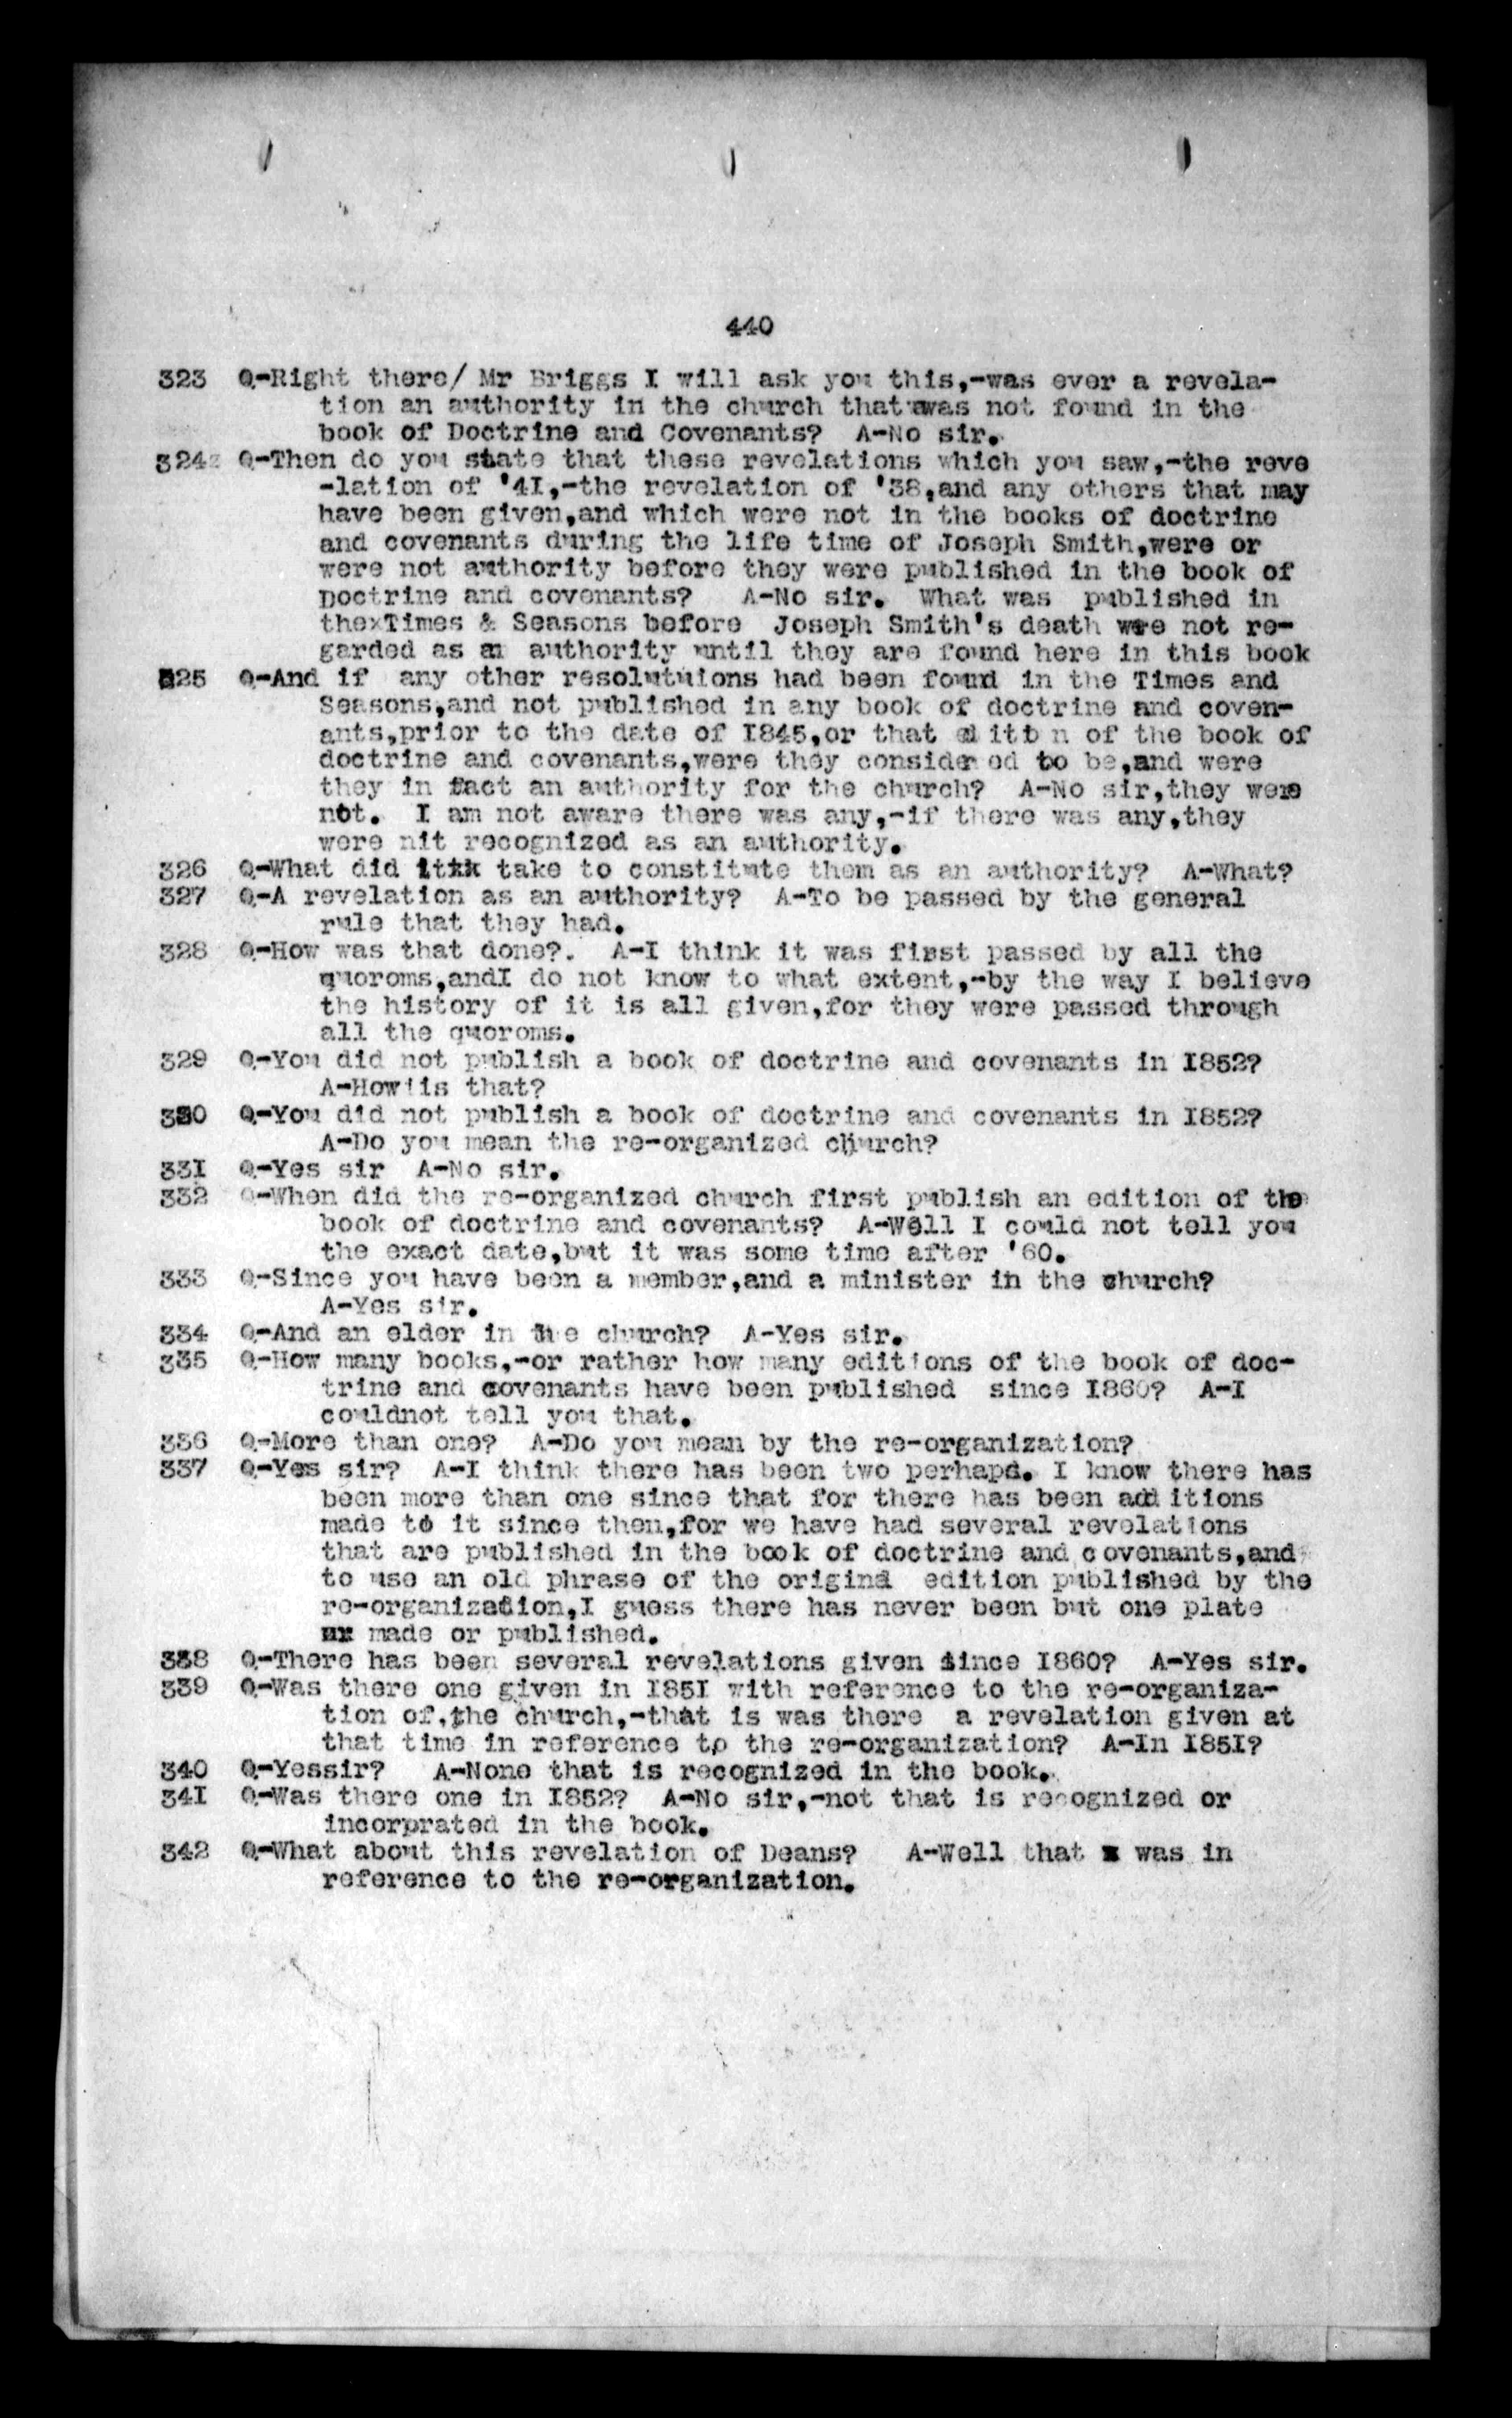 440
323 Q-Right there/ Mr Briggs I will ask you this,-was ever a revela-
tion an authority in the church that was not found in the
book of Doctrine and Covenants? A-No sir.
324 Q-Then do you state that these revelations which you saw,-the reve
-lation of '41,-the revelation of '38,and any others that may
have been given,and which were not in the books of doctrine
and covenants during the life time of Joseph Smith,were or
were not authority before they were published in the book of
Doctrine and covenants? A-No sir. What was published in
thexTimes & Seasons before Joseph Smith's death were not re-
garded as an authority until they are found here in this book
325 Q-And if any other resolutuions had been found in the Times and
Seasons,and not published in any book of doctrine and coven-
ants,prior to the date of 1845,or that edition of the book of
doctrine and covenants,were they considered to be,and were
they in fact an authority for the church? A-No sir,they were
not. I am not aware there was any,-if there was any,they
were nit recognized as an authority.
326 Q-What did itxx take to constitute them as an authority? A-What?
327 Q-A revelation as an authority? A-To be passed by the general
rule that they had.
328 Q-How was that done?. A-I think it was first passed by all the
quoroms,andI do not know to what extent,-by the way I believe
the history of it is all given,for they were passed through
all the quoroms.
329 Q-You did not publish a book of doctrine and covenants in 1852?
A-How is that?
330 Q-You did not publish a book of doctrine and covenants in 1852?
A-Do you mean the re-organized church?
331 Q-Yes sir A-No sir.
332 Q-When did the re-organized church first publish an edition of the
book of doctrine and covenants? A-Well I could not tell you
the exact date,but it was some time after '60.
333 Q-Since you have been a member,and a minister in the church?
A-Yes sir.
334 Q-And an elder in the church? A-Yes sir.
335 Q-How many books,-or rather how many editions of the book of doc-
trine and covenants have been published since 1860? A-I
couldnot tell you that.
336 Q-More than one? A-Do you mean by the re-organization?
337 Q-Yes sir? A-I think there has been two perhaps. I know there has
been more than one since that for there has been additions
made to it since then,for we have had several revelations
that are published in the book of doctrine and covenants,and
to use an old phrase of the original edition published by the
re-organization,I guess there has never been but one plate
xx made or published.
338 Q-There has been several revelations given since 1860? A-Yes sir.
339 Q-Was there one given in 1851 with reference to the re-organiza-
tion of,the church,-that is was there a revelation given at
that time in reference to the re-organization? A-In 1851?
340 Q-Yessir? A-None that is recognized in the book.
341 Q-Was there one in 1852? A-No sir,-not that is recognized or
incorprated in the book.
342 Q-What about this revelation of Deans? A-Well that x was in
reference to the re-organization.